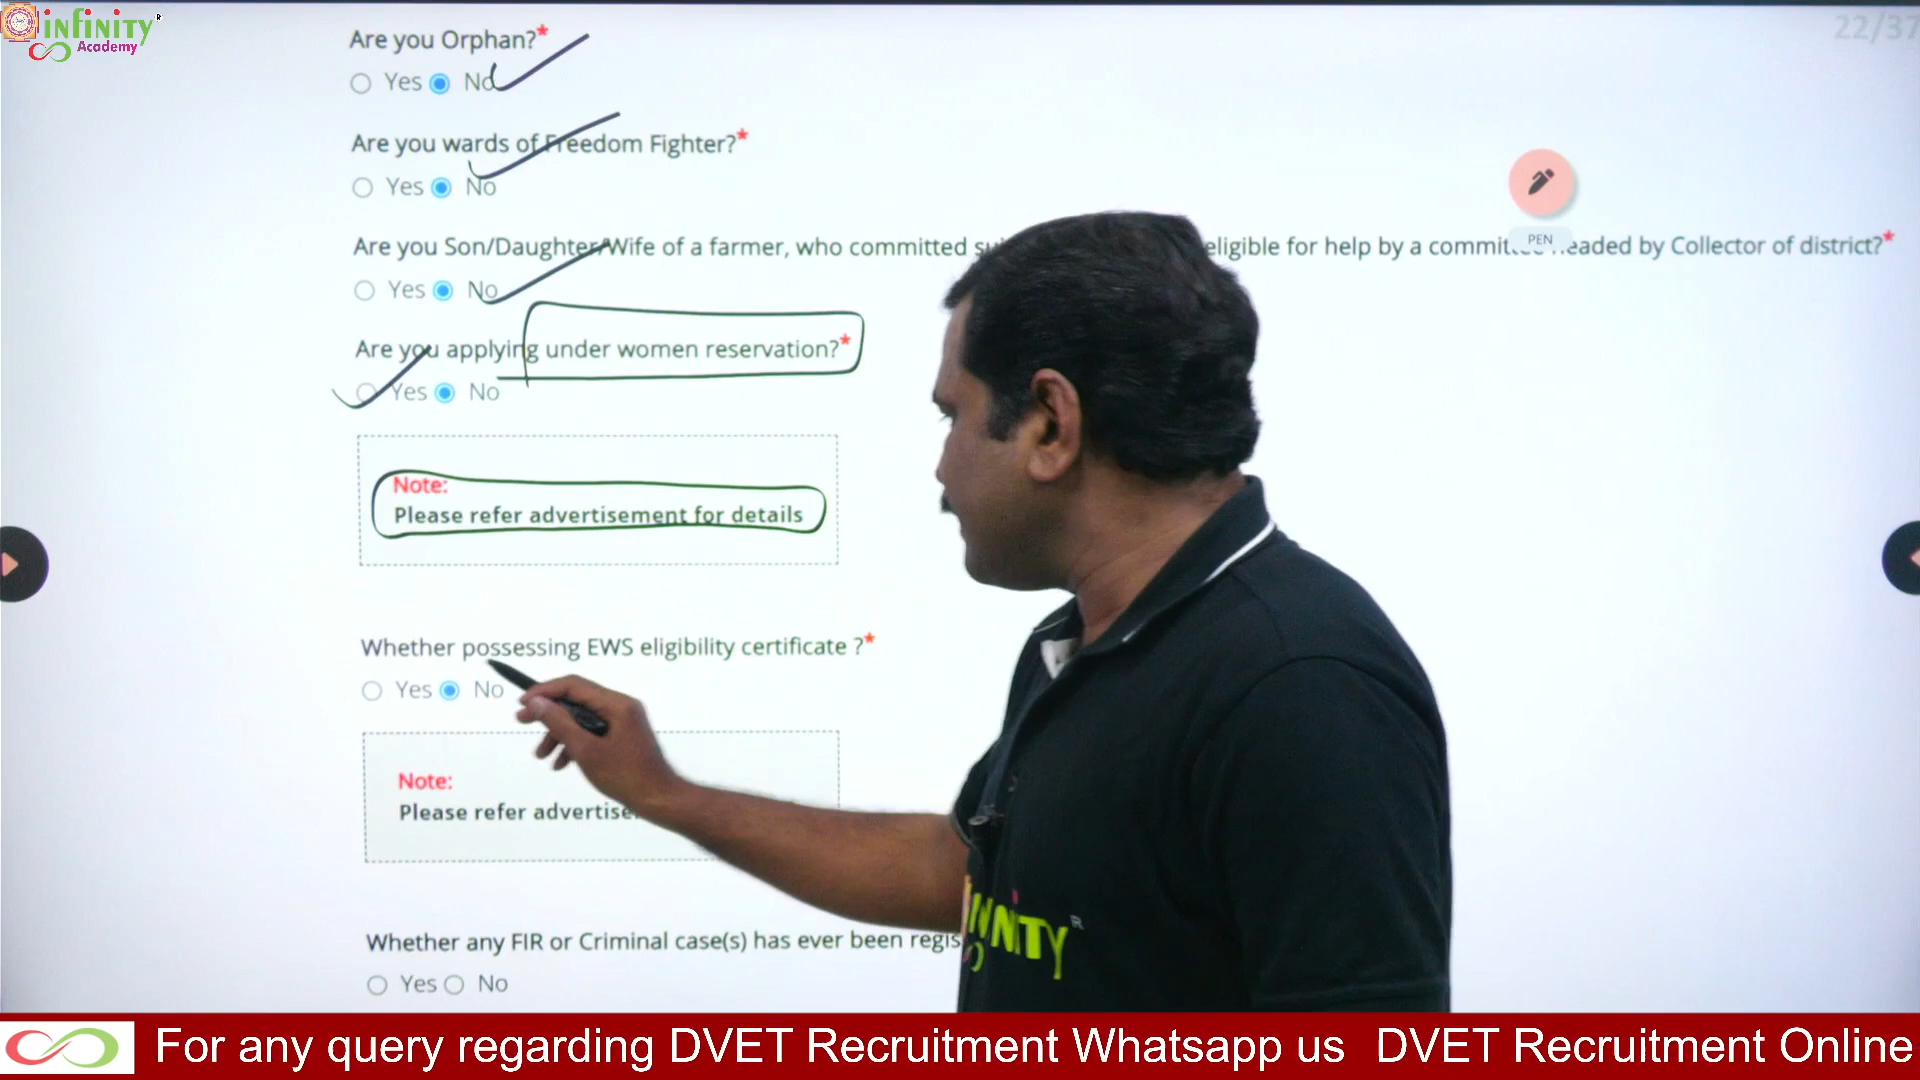 infinity
Academy
22/37
Are you Orphan?*
Yes No
Are you wards of Freedom Fighter?*
Yes No
Are you Son/Daughter/Wife of a farmer, who committed eligible for help by a headed by Collector of district?*
Yes No
PEN
Are you applying under women reservation?*
Yes No
Note:
Please refer advertisement for details
Whether possessing EWS eligibility certificate ?*
Yes No
Note:
Please refer
Whether any FIR or Criminal case(s) has ever been
Yes No
INFINITY
For any query regarding DVET Recruitment Whatsapp us DVET Recruitment Online